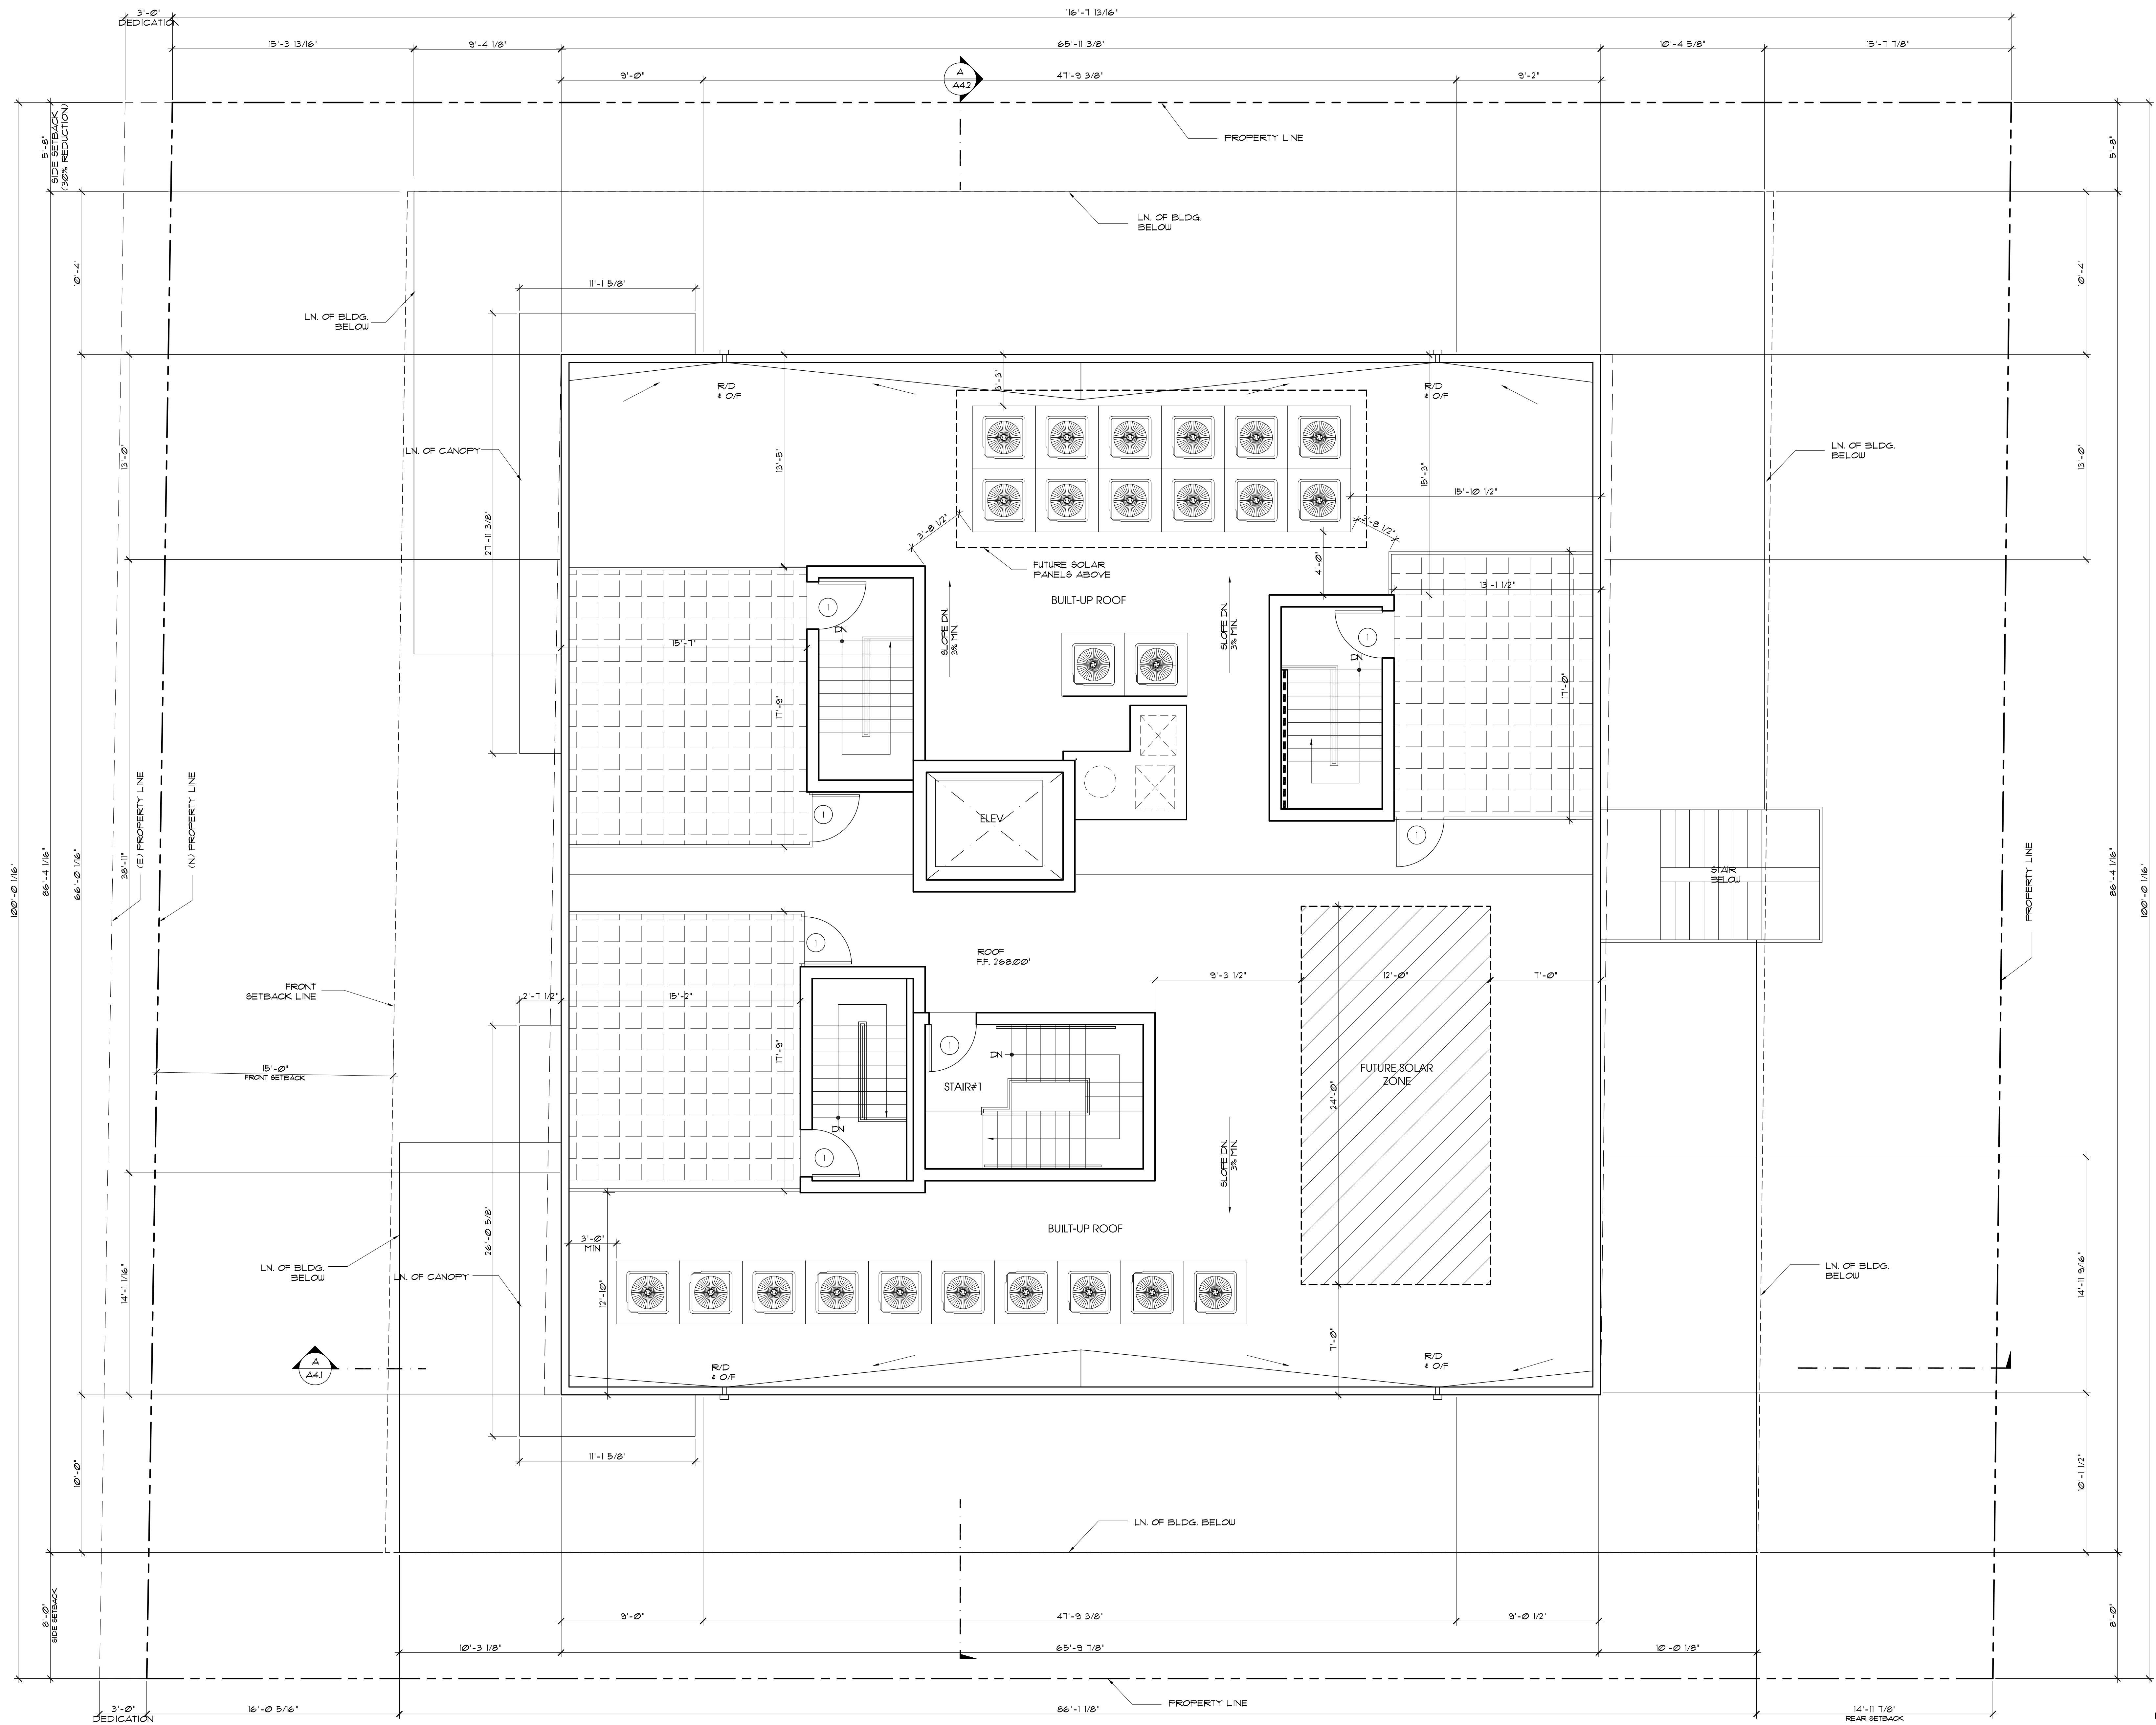 3'-0"
DEDICATION
116'-7 13/16"
15'-3 13/16"
9'-4 1/8"
65'-11 3/8"
10'-4 5/8"
15'-7 7/8"
9'-0"
A
A4.2
47'-9 3/8"
9'-2"
5'-8"
SIDE SETBACK
(30% REDUCTION)
PROPERTY LINE
5'-8"
LN. OF BLDG.
BELOW
10'-4"
10'-4"
11'-1 5/8"
LN. OF BLDG.
BELOW
R/D
& O/F
R/D
& O/F
13'-0"
LN. OF CANOPY
13'-5"
15'-3"
15'-10 1/2"
LN. OF BLDG.
BELOW
13'-0"
27'-11 3/8"
3'-8 1/2"
2'-8 1/2"
4'-0"
FUTURE SOLAR
PANELS ABOVE
BUILT-UP ROOF
13'-1 1/2"
1
DN
15'-7"
SLOPE DN.
3% MIN.
SLOPE DN.
3% MIN.
1
DN
17'-0"
17'-9"
(E) PROPERTY LINE
(N) PROPERTY LINE
1
ELEV
1
100'-0 1/16"
86'-4 1/16"
66'-0 1/16"
38'-11"
STAIR
BELOW
PROPERTY LINE
86'-4 1/16"
100'-0 1/16"
1
ROOF
F.F. 268.00'
FRONT
SETBACK LINE
2'-7 1/2"
15'-2"
9'-3 1/2"
12'-0"
7'-0"
17'-9"
1
DN
STAIR#1
15'-0"
FRONT SETBACK
FUTURE SOLAR
ZONE
24'-0"
DN
1
SLOPE DN.
3% MIN.
BUILT-UP ROOF
26'-0 5/8"
3'-0"
MIN
LN. OF BLDG.
BELOW
LN. OF CANOPY
14'-1 1/16"
12'-10"
LN. OF BLDG.
BELOW
14'-11 9/16"
7'-0"
A
A4.1
R/D
& O/F
R/D
& O/F
10'-0"
11'-1 5/8"
10'-1 1/2"
LN. OF BLDG. BELOW
8'-0"
SIDE SETBACK
9'-0"
47'-9 3/8"
9'-0 1/2"
8'-0"
10'-3 1/8"
65'-9 7/8"
10'-0 1/8"
PROPERTY LINE
3'-0"
DEDICATION
16'-0 5/16"
86'-1 1/8"
14'-11 7/8"
REAR SETBACK